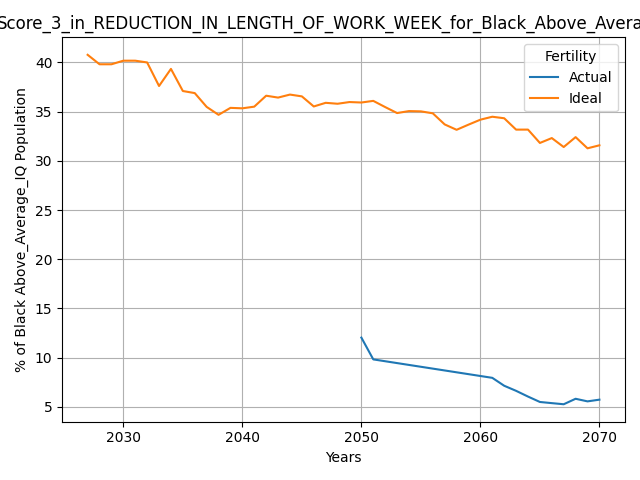 Score_3_in_REDUCTION_IN_LENGTH_OF_WORK_WEEK_for_Black_Above_Avera
% of Black Above_Average_IQ Population
40
35
30
25
20
15
10
5
Fertility
Actual
Ideal
2030 2040 2050 2060 2070
Years